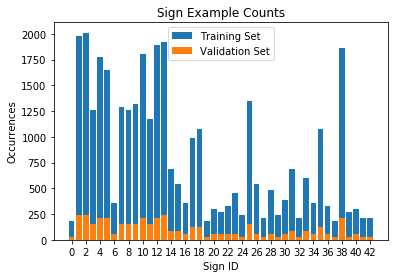 Sign Example Counts
Training Set
Validation Set
2000
1750
1500
1250
1000
750
500
250
0
Occurrences
0 2 4 6 8 10 12 14 16 18 20 22 24 26 28 30 32 34 36 38 40 42
Sign ID